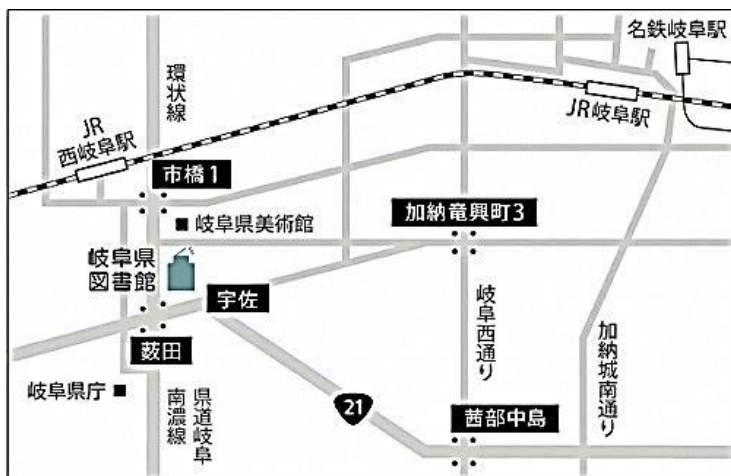 名鉄岐阜駅
環状線
JR
西岐阜駅
JR岐阜駅
市橋1
岐阜県美術館
加納竜興町3
岐阜県
図書館
宇佐
岐阜西通り
加納城南通り
薮田
岐阜県庁
県道岐阜
南濃線
21
茜部中島